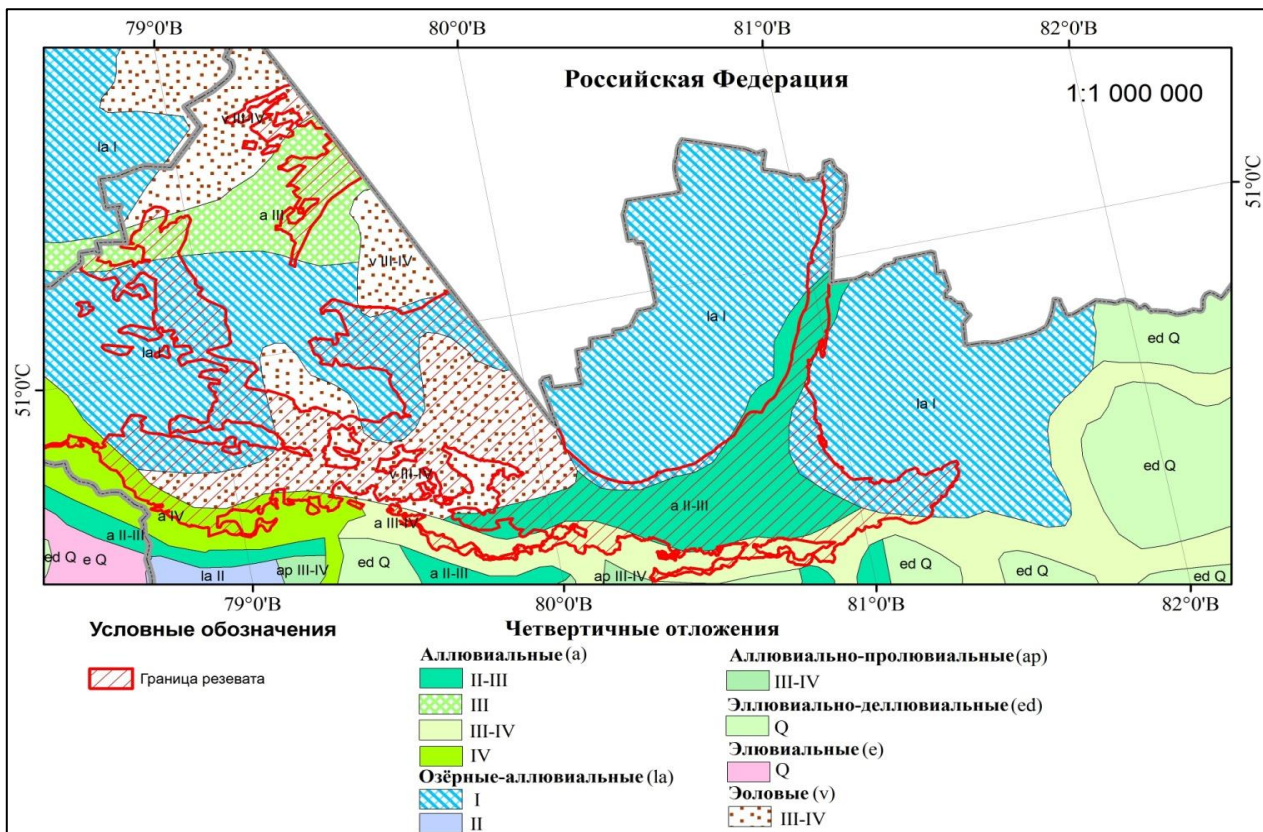 79°0'В 80°0'В 81°0'В 82°0'В
Российская Федерация
1:1 000 000
v III-IV
la I
51°0'С
a III
v III-IV
la I
ed Q
la I
51°0'С
la I
ed Q
v III-IV
a II-III
a IV
a III-IV
a II-III
ed Q e Q
la II
ap III-IV
ed Q
a II-III
ap III-IV
ed Q
ed Q
ed Q
79°0'В 80°0'В 81°0'В 82°0'В
Условные обозначения
Граница резевата
Четвертичные отложения
Аллювиальные (a)
II-III
III
III-IV
IV
Озёрные-аллювиальные (la)
I
II
Аллювиально-пролювиальные (ap)
III-IV
Эллювиально-деллювиальные (ed)
Q
Элювиальные (e)
Q
Эоловые (v)
III-IV